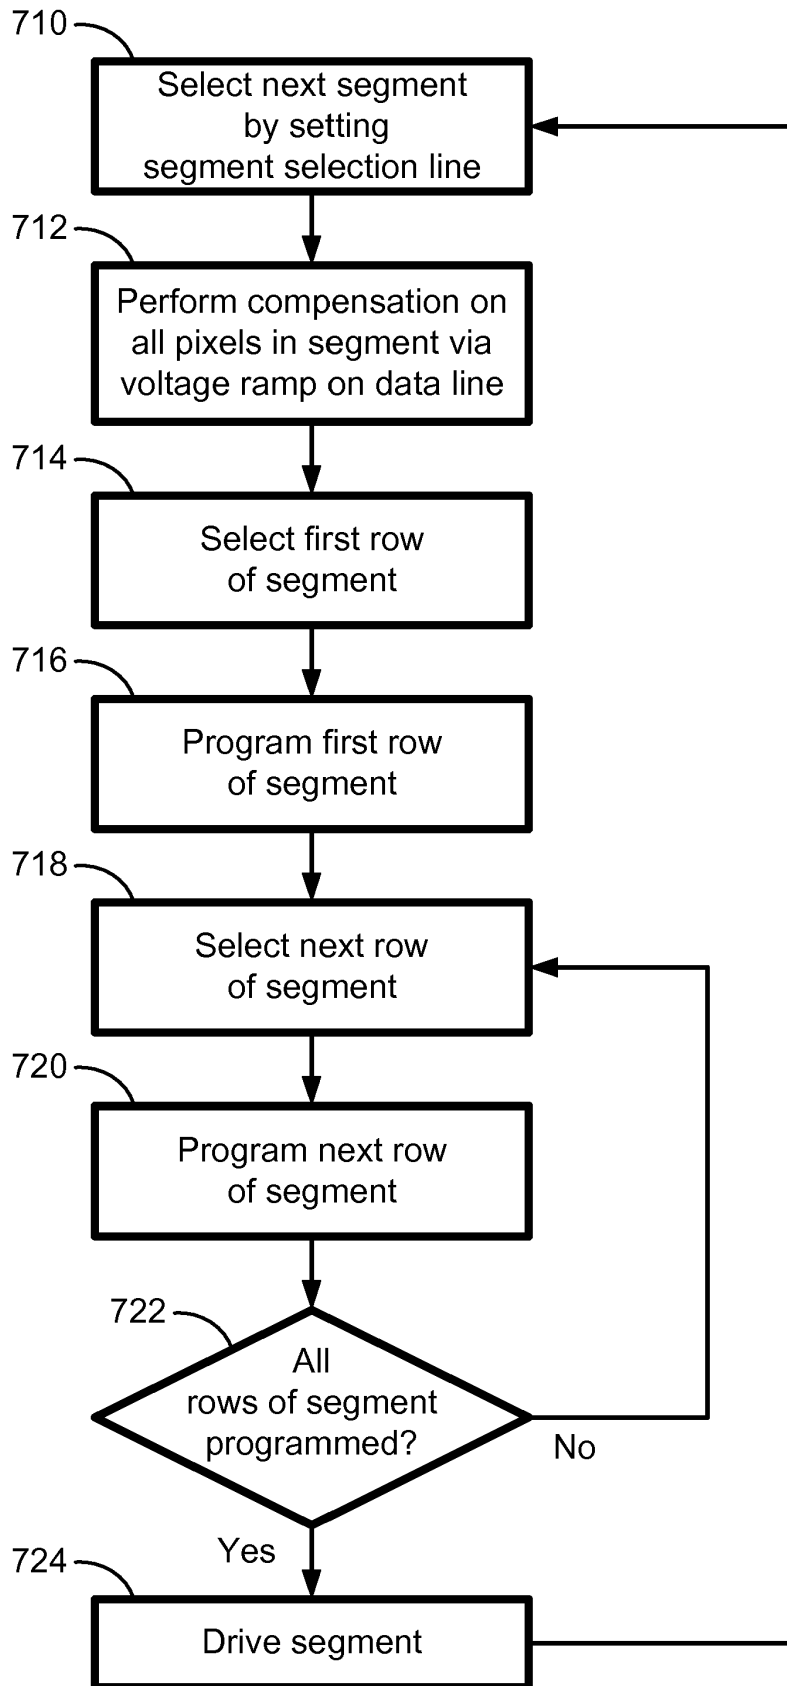 710
Select next segment
by setting
segment selection line
712
Perform compensation on
all pixels in segment via
voltage ramp on data line
714
Select first row
of segment
716
Program first row
of segment
718
Select next row
of segment
720
Program next row
of segment
722
All
rows of segment
programmed?
No
Yes
724
Drive segment